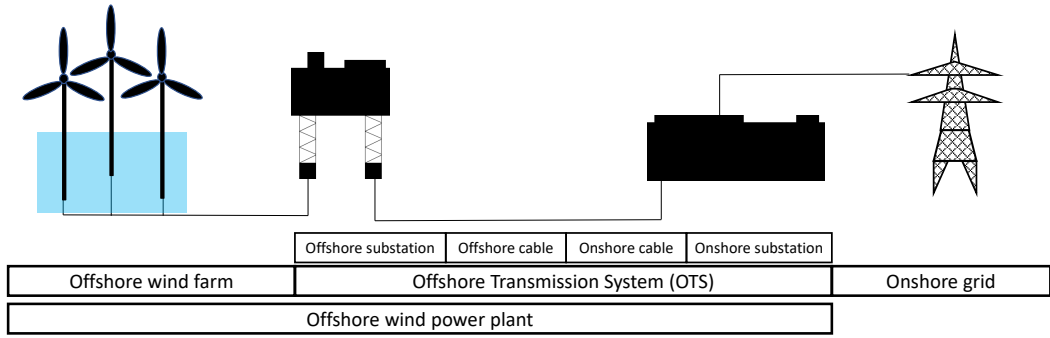 Offshore substation
Offshore cable
Onshore cable
Onshore substation
Offshore wind farm
Offshore Transmission System (OTS)
Onshore grid
Offshore wind power plant